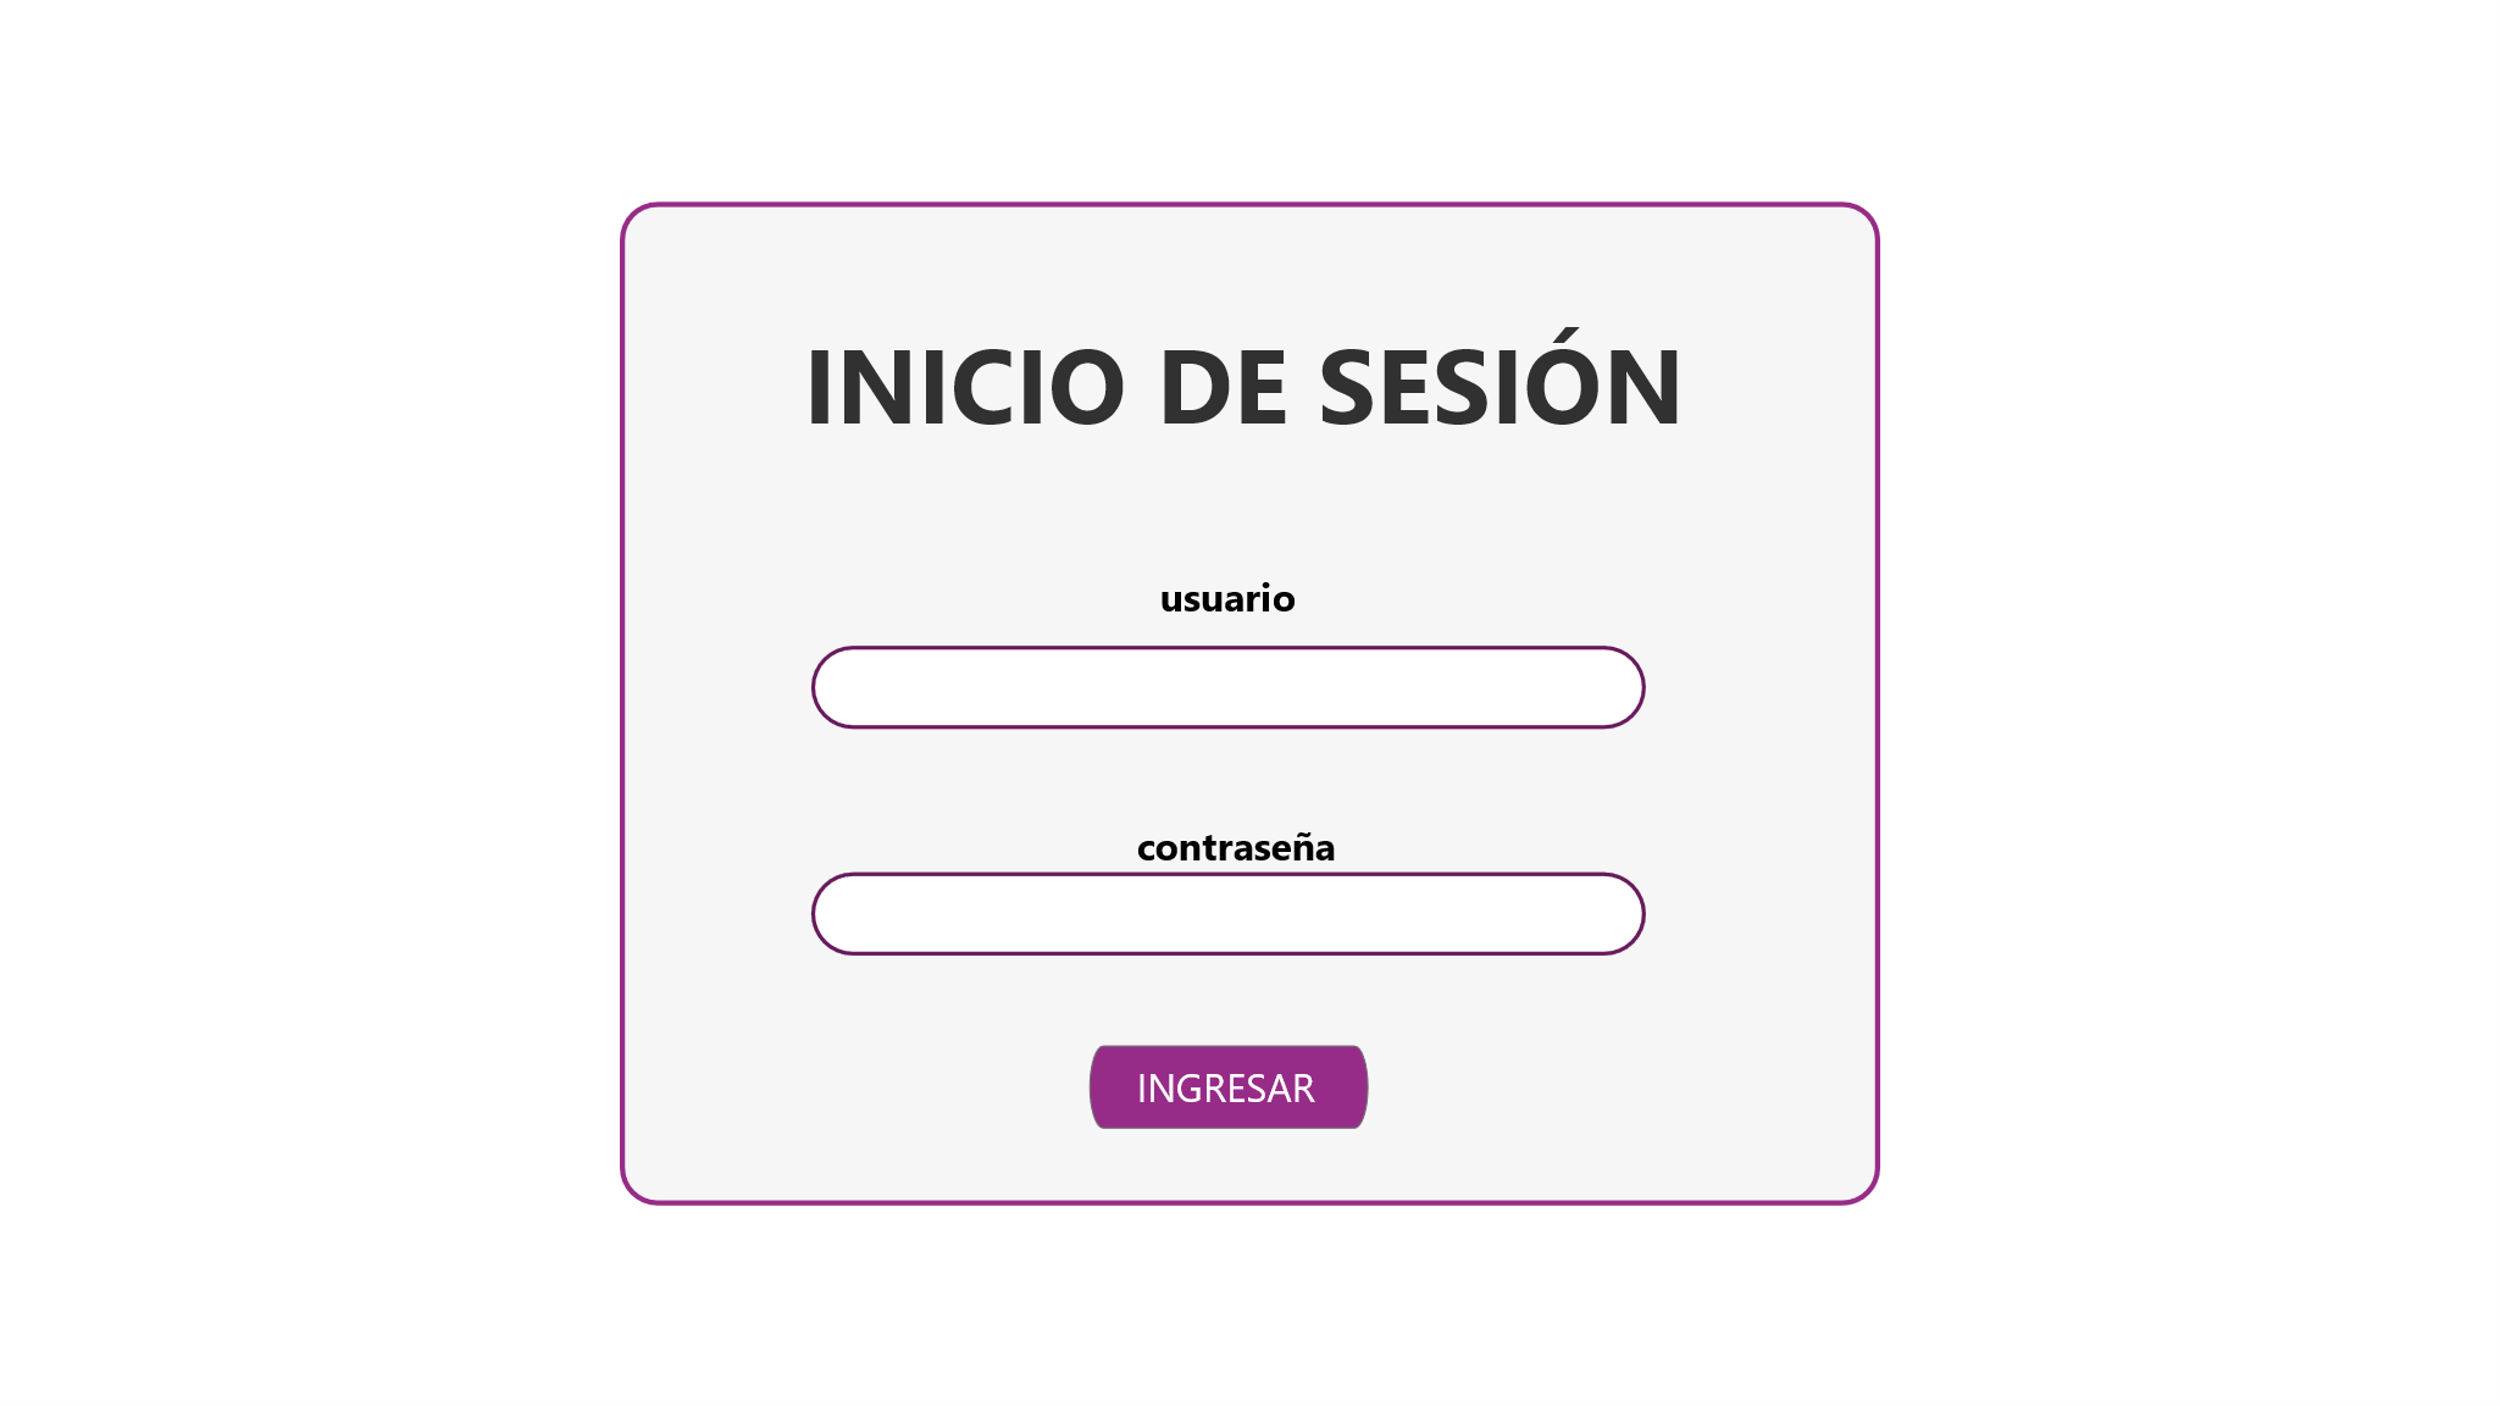 INICIO DE SESIÓN
usuario
contraseña
INGRESAR